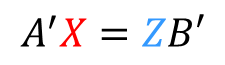 A′X = ZB′